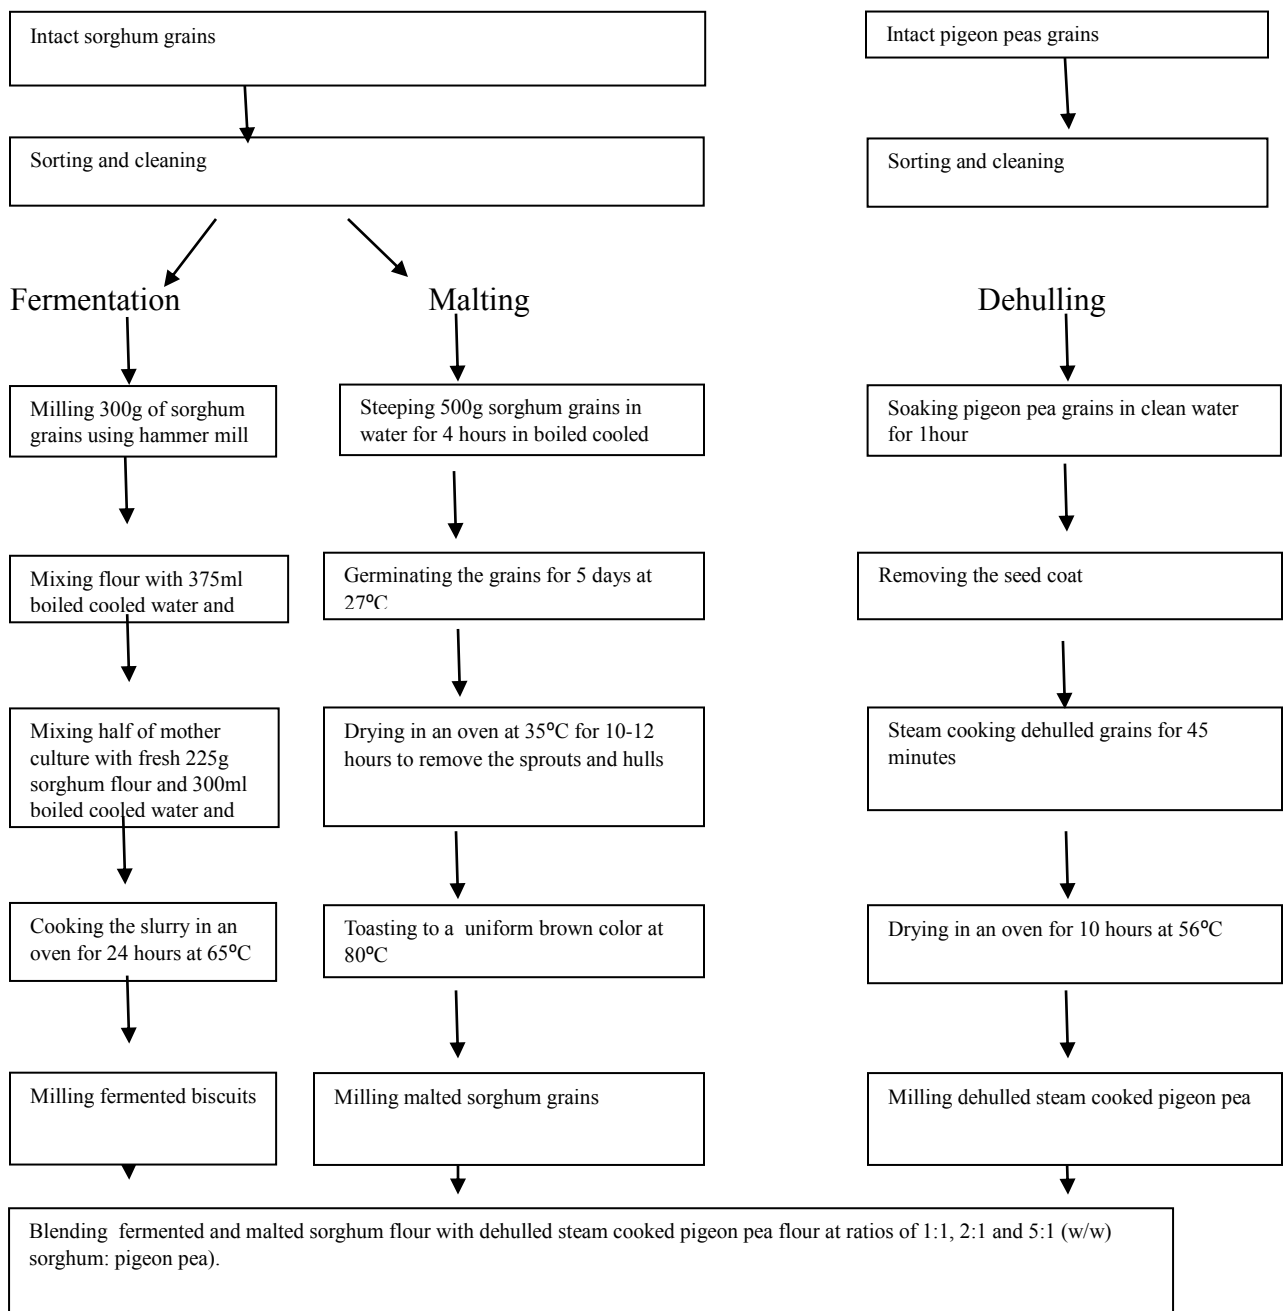 Intact sorghum grains
Intact pigeon peas grains
Sorting and cleaning
Sorting and cleaning
Fermentation
Malting
Dehulling
Milling 300g of sorghum
grains using hammer mill
Steeping 500g sorghum grains in
water for 4 hours in boiled cooled
Soaking pigeon pea grains in clean water
for 1hour
Mixing flour with 375ml
boiled cooled water and
Germinating the grains for 5 days at
27⁰C
Removing the seed coat
Mixing half of mother
culture with fresh 225g
sorghum flour and 300ml
boiled cooled water and
Drying in an oven at 35⁰C for 10-12
hours to remove the sprouts and hulls
Steam cooking dehulled grains for 45
minutes
Cooking the slurry in an
oven for 24 hours at 65⁰C
Toasting to a  uniform brown color at
80⁰C
Drying in an oven for 10 hours at 56⁰C
Milling fermented biscuits
Milling malted sorghum grains
Milling dehulled steam cooked pigeon pea
Blending  fermented and malted sorghum flour with dehulled steam cooked pigeon pea flour at ratios of 1:1, 2:1 and 5:1 (w/w)
sorghum: pigeon pea).